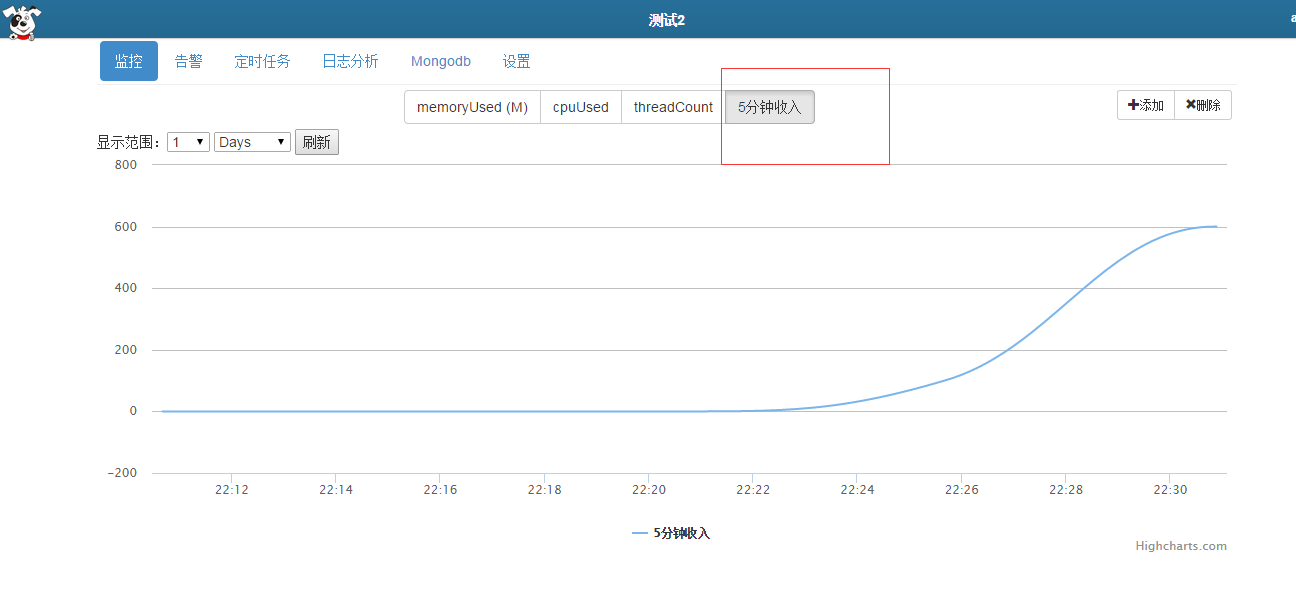 测试2
a
监控 告警 定时任务 日志分析 Mongodb 设置
memoryUsed (M) cpuUsed threadCount 5分钟收入 添加 删除
显示范围： 1 Days 刷新
800
600
400
200
0
-200
22:12 22:14 22:16 22:18 22:20 22:22 22:24 22:26 22:28 22:30
5分钟收入
Highcharts.com